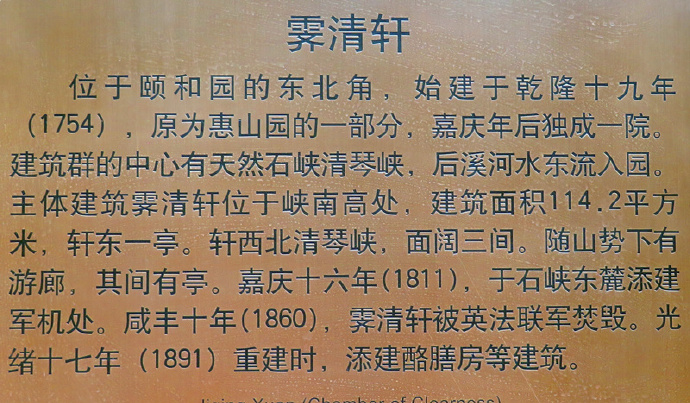 霁清轩
位于颐和园的东北角，始建于乾隆十九年
（1754），原为惠山园的一部分，嘉庆年后独成一院。
建筑群的中心有天然石峡清琴峡，后溪河水东流入园。
主体建筑霁清轩位于峡南高处，建筑面积114.2平方
米，轩东一亭。轩西北清琴峡，面阔三间。随山势下有
游廊，其间有亭。嘉庆十六年(1811)，于石峡东麓添建
军机处。咸丰十年(1860)，霁清轩被英法联军焚毁。光
绪十七年（1891）重建时，添建酪膳房等建筑。
(Chamber of Clearness)